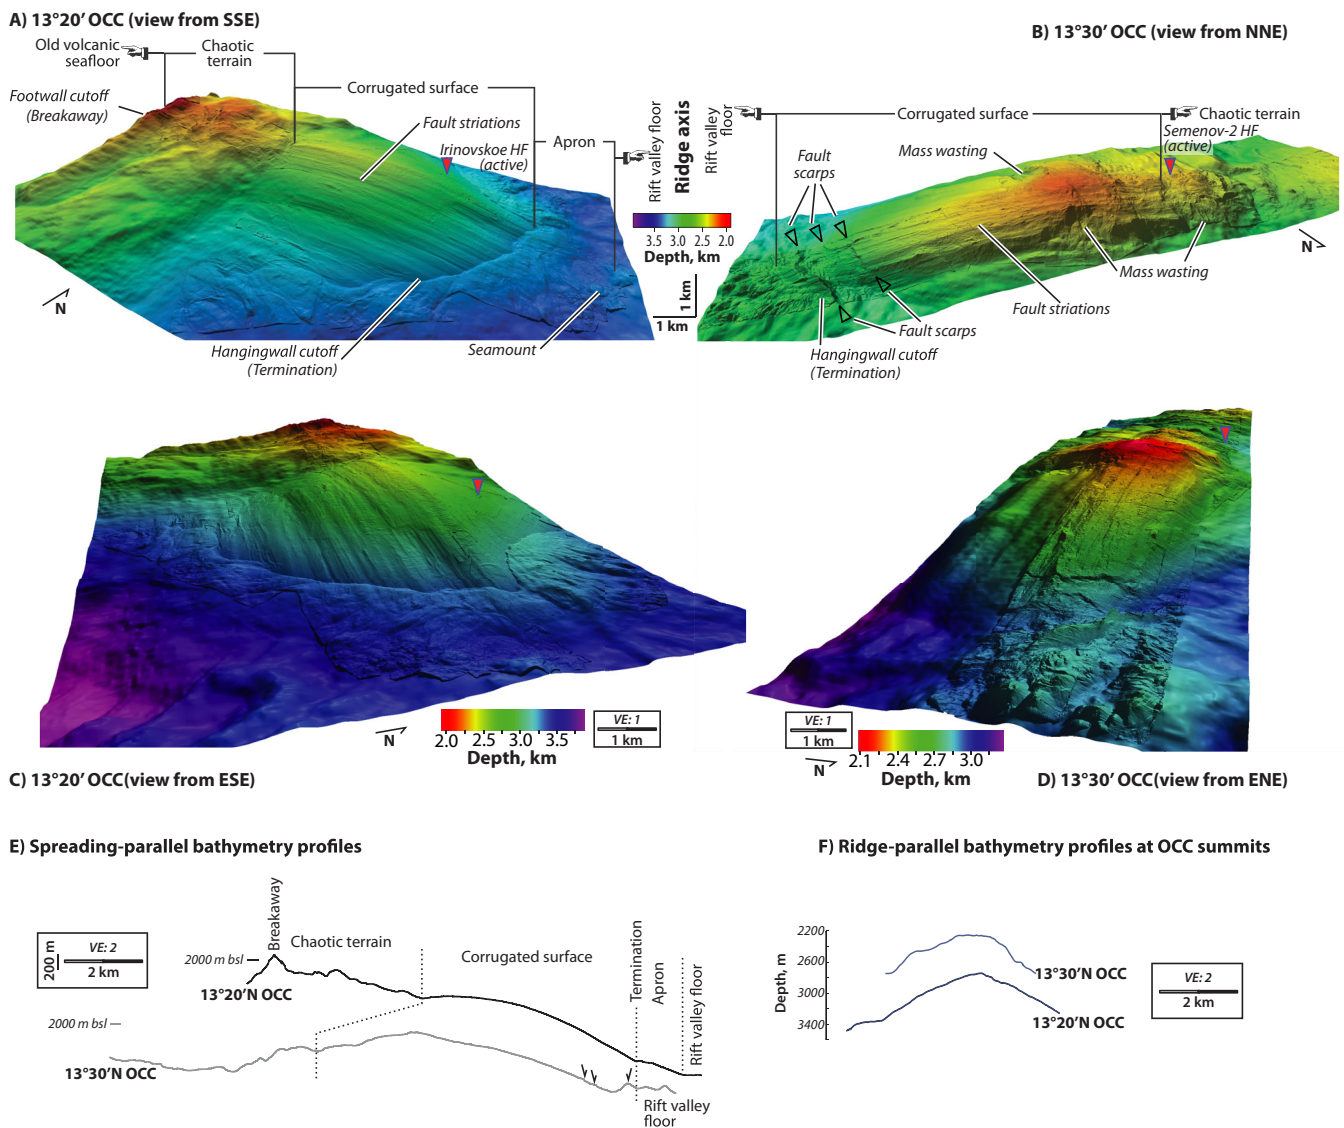 A) 13°20′ OCC (view from SSE)
Old volcanic
seafloor
Chaotic
terrain
Footwall cutoff
(Breakaway)
Corrugated surface
Fault striations
Irinovskoe HF
(active)
Apron
N
Hangingwall cutoff
(Termination)
Seamount
Rift valley floor
Ridge axis
Rift valley
floor
3.5 3.0 2.5 2.0
Depth, km
1 km
1 km
B) 13°30′ OCC (view from NNE)
Corrugated surface
Chaotic terrain
Semenov-2 HF
(active)
Mass wasting
Fault
scarps
N
Mass wasting
Fault striations
Fault scarps
Hangingwall cutoff
(Termination)
N
2.0 2.5 3.0 3.5
Depth, km
VE: 1
1 km
C) 13°20′ OCC(view from ESE)
VE: 1
1 km
N
2.1 2.4 2.7 3.0
Depth, km
D) 13°30′ OCC(view from ENE)
E) Spreading-parallel bathymetry profiles
200 m
VE: 2
2 km
Breakaway
Chaotic terrain
2000 m bsl
13°20′N OCC
Corrugated surface
Termination
Apron
Rift valley floor
2000 m bsl
13°30′N OCC
Rift valley
floor
F) Ridge-parallel bathymetry profiles at OCC summits
Depth, m
2200
2600
3000
3400
13°30′N OCC
13°20′N OCC
VE: 2
2 km